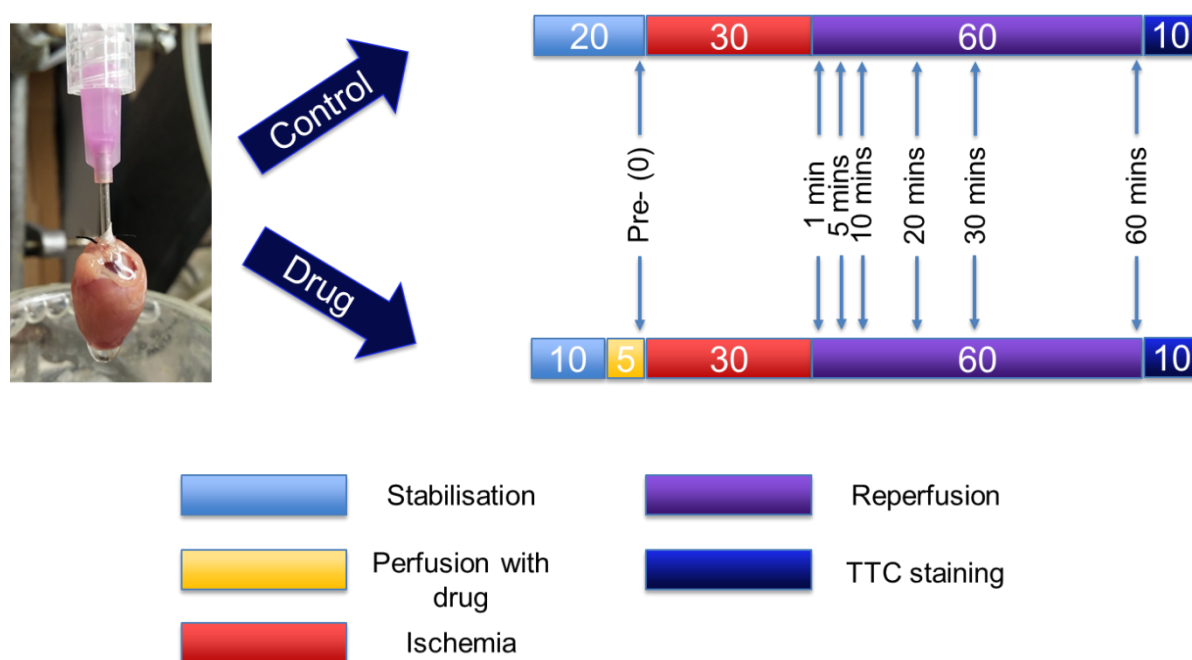 20 30 60 10
Control
Pre- (0)
1 min
5 mins
10 mins
20 mins
30 mins
60 mins
Drug
10 5 30 60 10
Stabilisation
Reperfusion
Perfusion with
drug
TTC staining
Ischemia